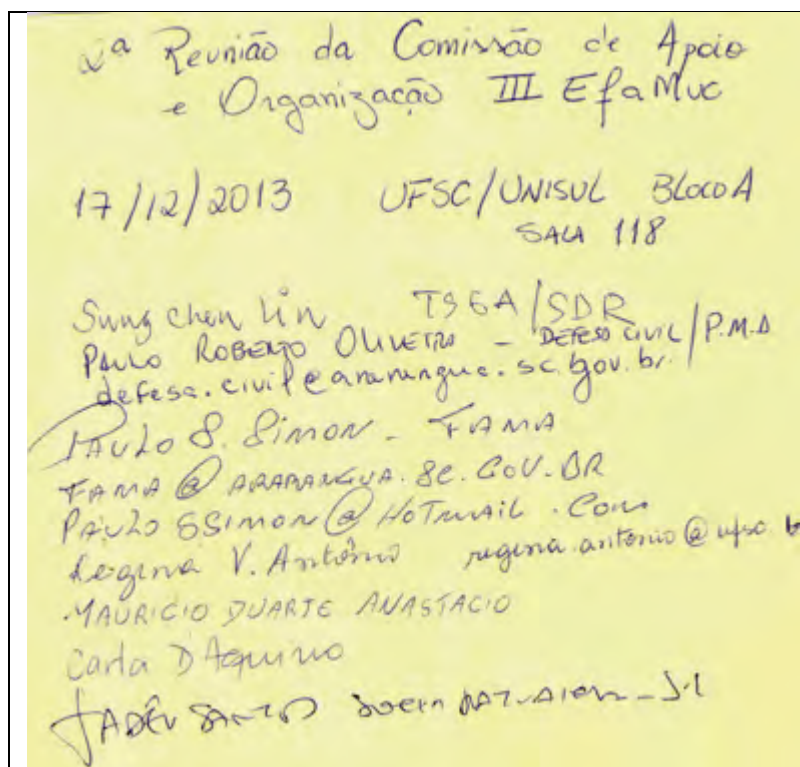 2ª Reunião da Comissão de Apoio
e Organização III EfaMuc
17/12/2013 UFSC/UNISUL BLOCO A
SALA 118
Sung chen Lin TSGA/SDR
PAULO ROBERTO OLIVEIRA - DEFESA CIVIL/P.M.A
defesa.civil@ararangua.sc.gov.br
PAULO S. SIMON - FAMA
FAMA@ARARANGUA.SC.GOV.BR
PAULOSSIMON@HOTMAIL.COM
Regina V. Antônio regina.antonio@ufsc.b
MAURICIO DUARTE ANASTACIO
Carla D'Aquino
TADEU SANTOS